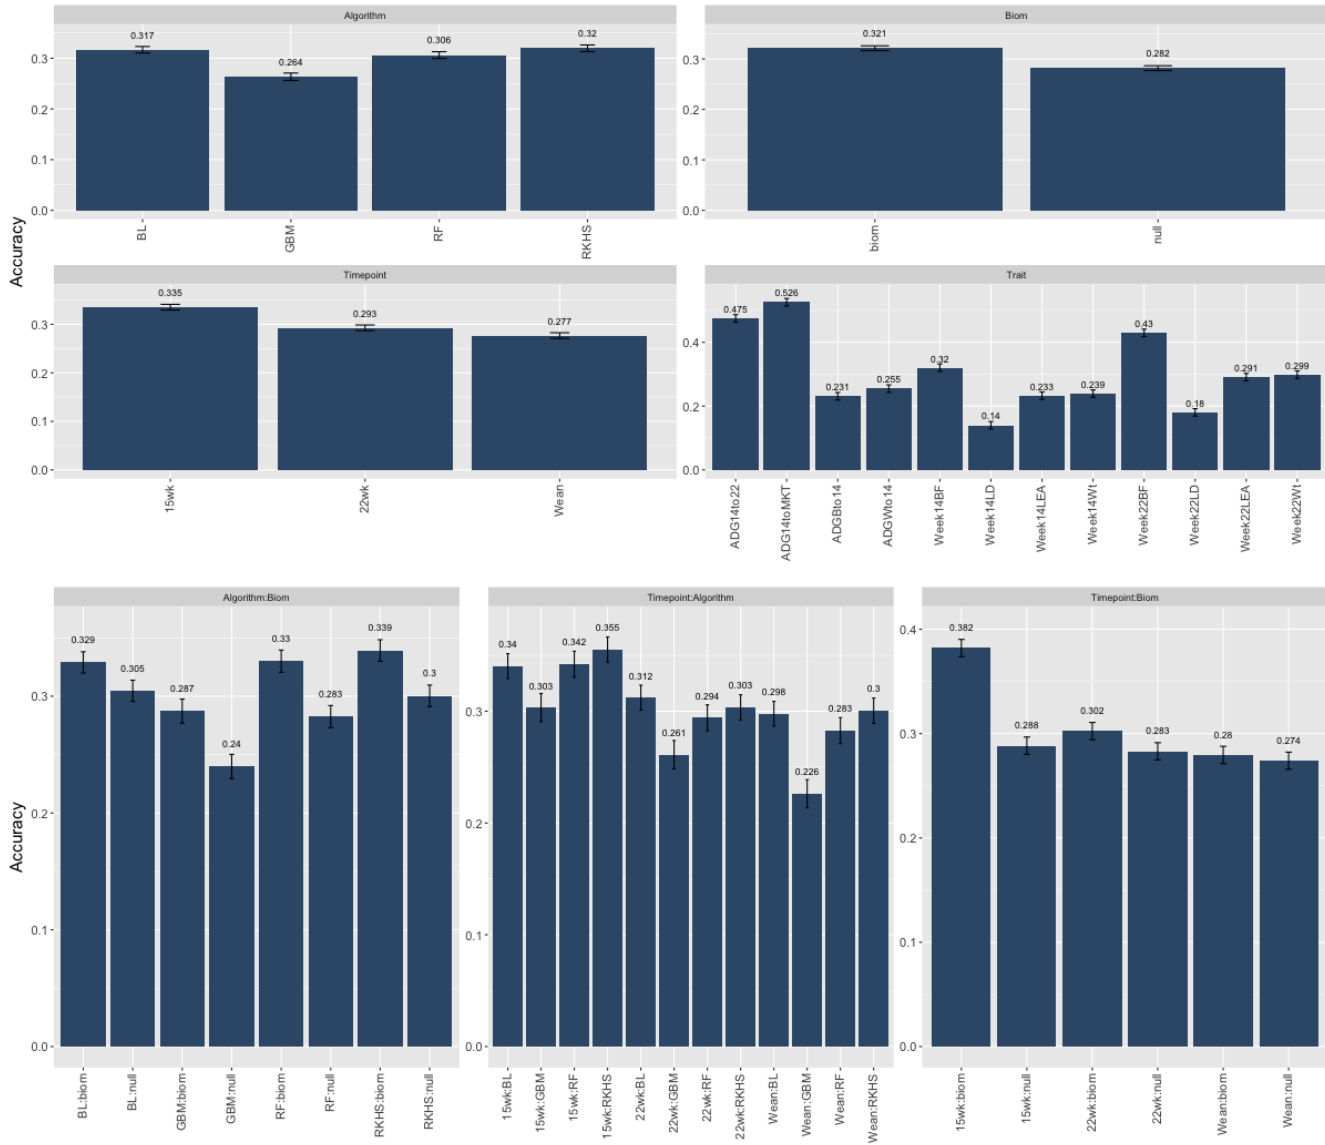 Algorithm
0.317
0.264
0.306
0.32
0.3
0.2
0.1
0.0
BL
GBM
RF
RKHS
Biom
0.321
0.282
0.3
0.2
0.1
0.0
biom
null
Accuracy
Timepoint
0.335
0.293
0.277
0.3
0.2
0.1
0.0
15wk
22wk
Wean
Trait
0.475
0.526
0.231
0.255
0.32
0.14
0.233
0.239
0.43
0.18
0.291
0.299
0.4
0.2
0.0
ADG14to22
ADG14toMKT
ADGBto14
ADGWto14
Week14BF
Week14LD
Week14LEA
Week14Wt
Week22BF
Week22LD
Week22LEA
Week22Wt
Accuracy
Algorithm:Biom
0.329
0.305
0.287
0.24
0.33
0.283
0.339
0.3
0.3
0.2
0.1
0.0
BL:biom
BL:null
GBM:biom
GBM:null
RF:biom
RF:null
RKHS:biom
RKHS:null
Timepoint:Algorithm
0.34
0.303
0.342
0.355
0.312
0.261
0.294
0.303
0.298
0.226
0.283
0.3
0.3
0.2
0.1
0.0
15wk:BL
15wk:GBM
15wk:RF
15wk:RKHS
22wk:BL
22wk:GBM
22wk:RF
22wk:RKHS
Wean:BL
Wean:GBM
Wean:RF
Wean:RKHS
Timepoint:Biom
0.382
0.288
0.302
0.283
0.28
0.274
0.4
0.3
0.2
0.1
0.0
15wk:biom
15wk:null
22wk:biom
22wk:null
Wean:biom
Wean:null